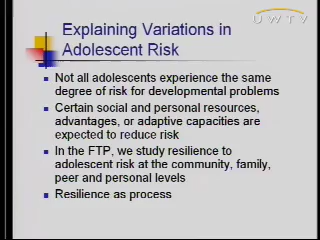 UWTV
Explaining Variations in
Adolescent Risk
Not all adolescents experience the same
degree of risk for developmental problems
Certain social and personal resources,
advantages, or adaptive capacities are
expected to reduce risk
In the FTP, we study resilience to
adolescent risk at the community, family,
peer and personal levels
Resilience as process